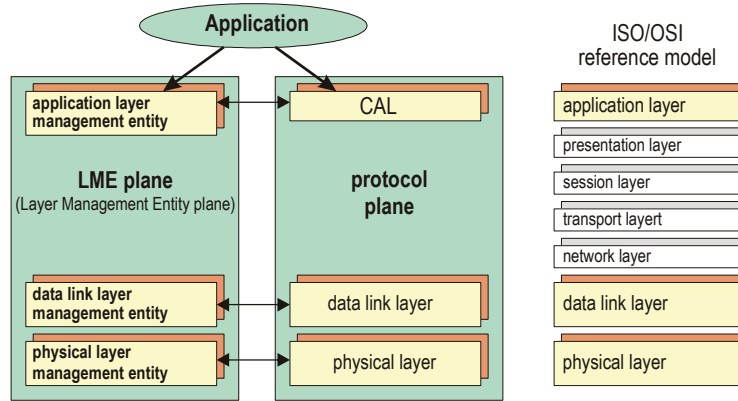 Application
ISO/OSI
reference model
application layer
management entity
CAL
application layer
presentation layer
session layer
transport layert
network layer
LME plane
(Layer Management Entity plane)
protocol
plane
data link layer
management entity
data link layer
data link layer
physical layer
management entity
physical layer
physical layer